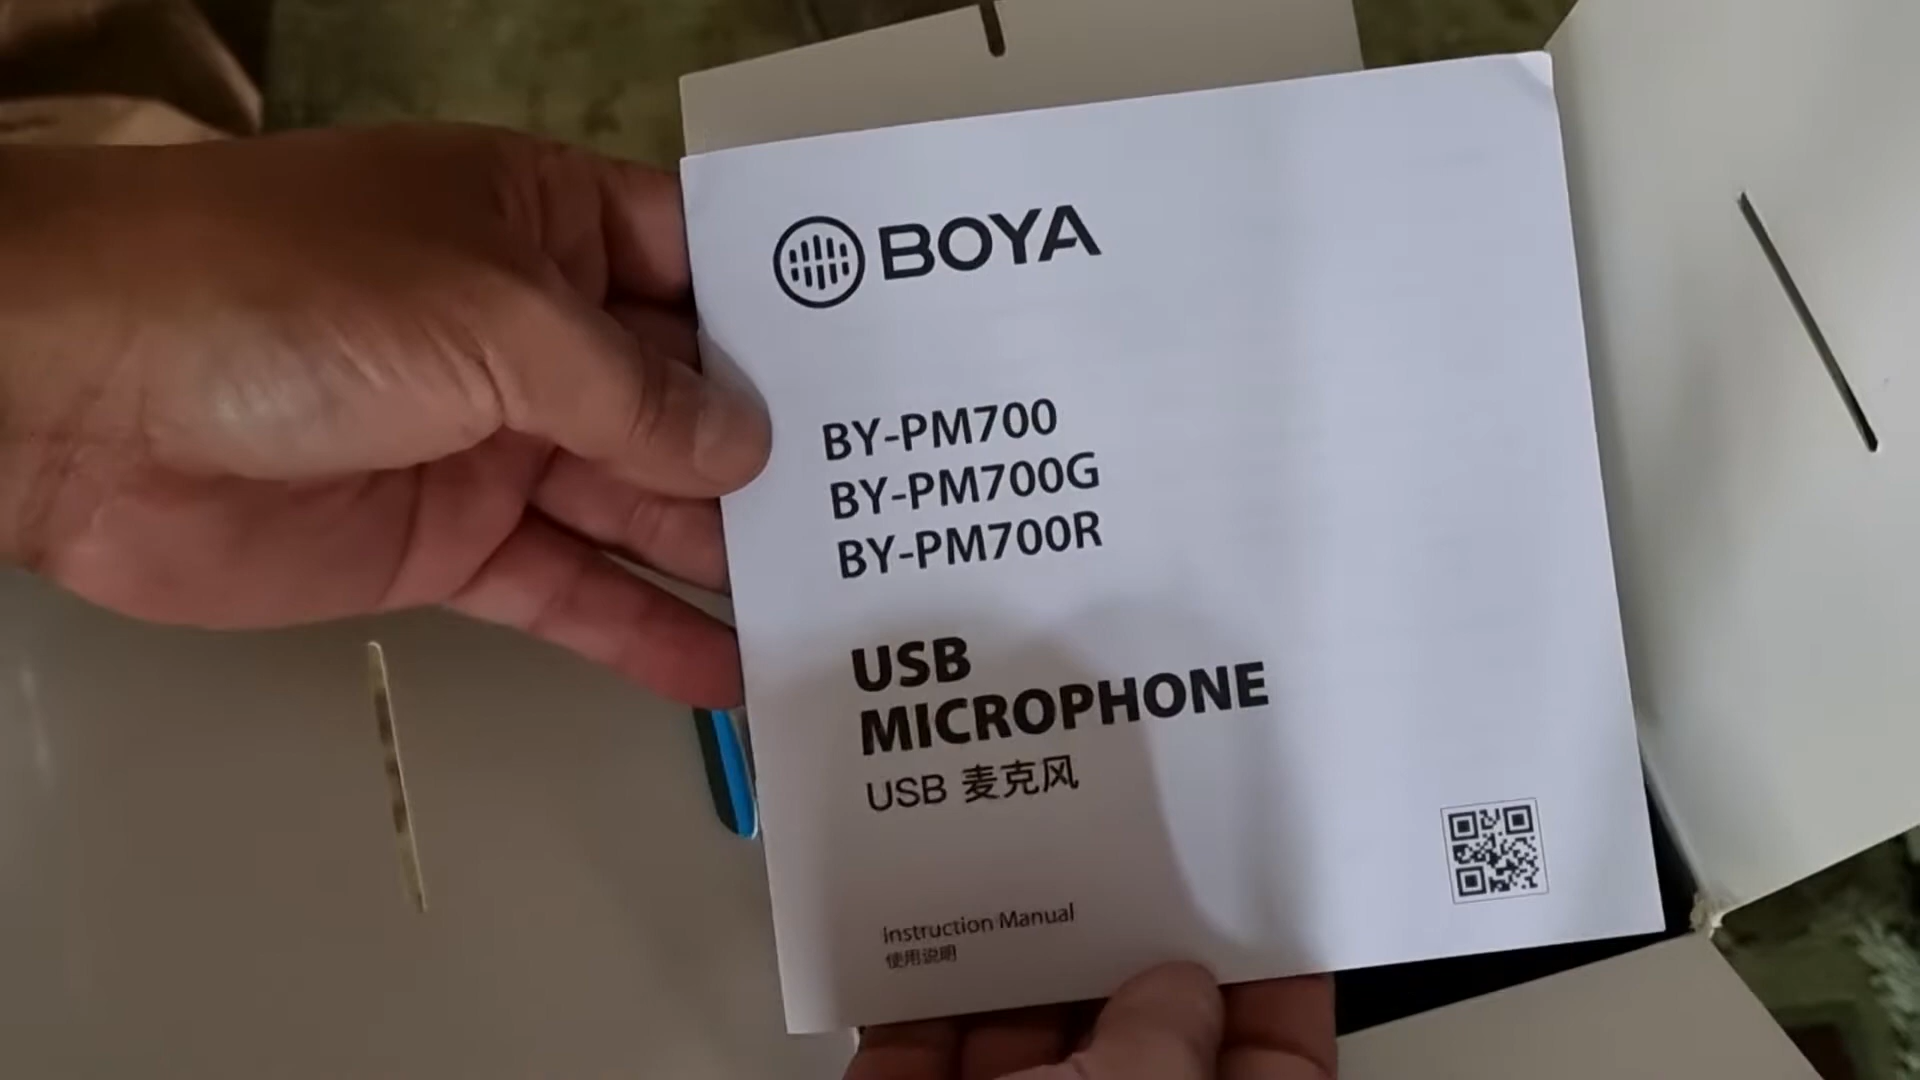 BOYA
BY-PM700
BY-PM700G
BY-PM700R
USB
MICROPHONE
USB 麦克风
Instruction Manual
使用说明